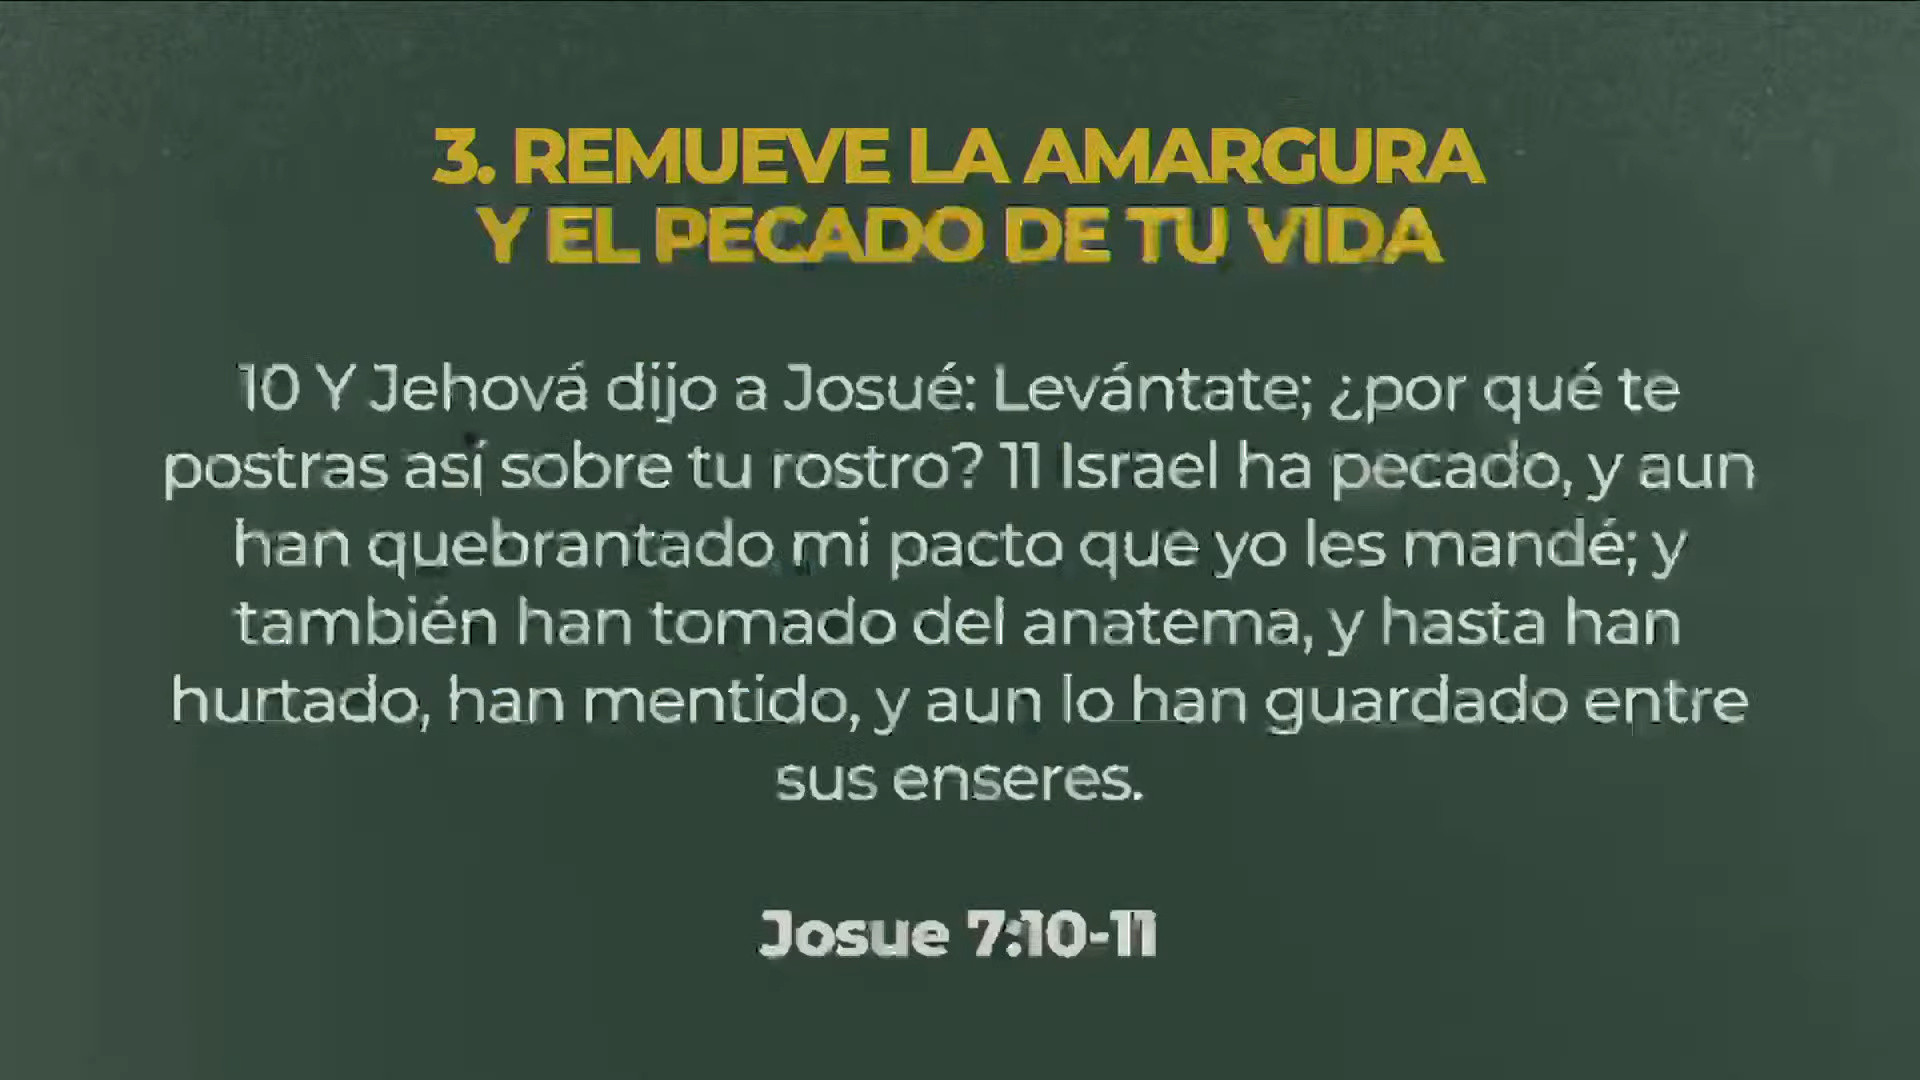 3. REMUEVE LA AMARGURA
Y EL PECADO DE TU VIDA
10 Y Jehová dijo a Josué: Levántate; ¿por qué te
postras así sobre tu rostro? 11 Israel ha pecado, y aun
han quebrantado mi pacto que yo les mandé; y
también han tomado del anatema, y hasta han
hurtado, han mentido, y aun lo han guardado entre
sus enseres.
Josue 7:10-11